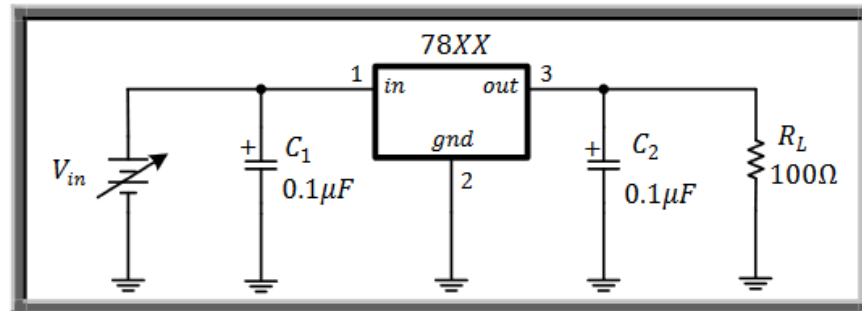 78XX
1 in out 3
gnd
2
V_in
+ C_1
0.1μF
+ C_2
0.1μF
R_L
100Ω